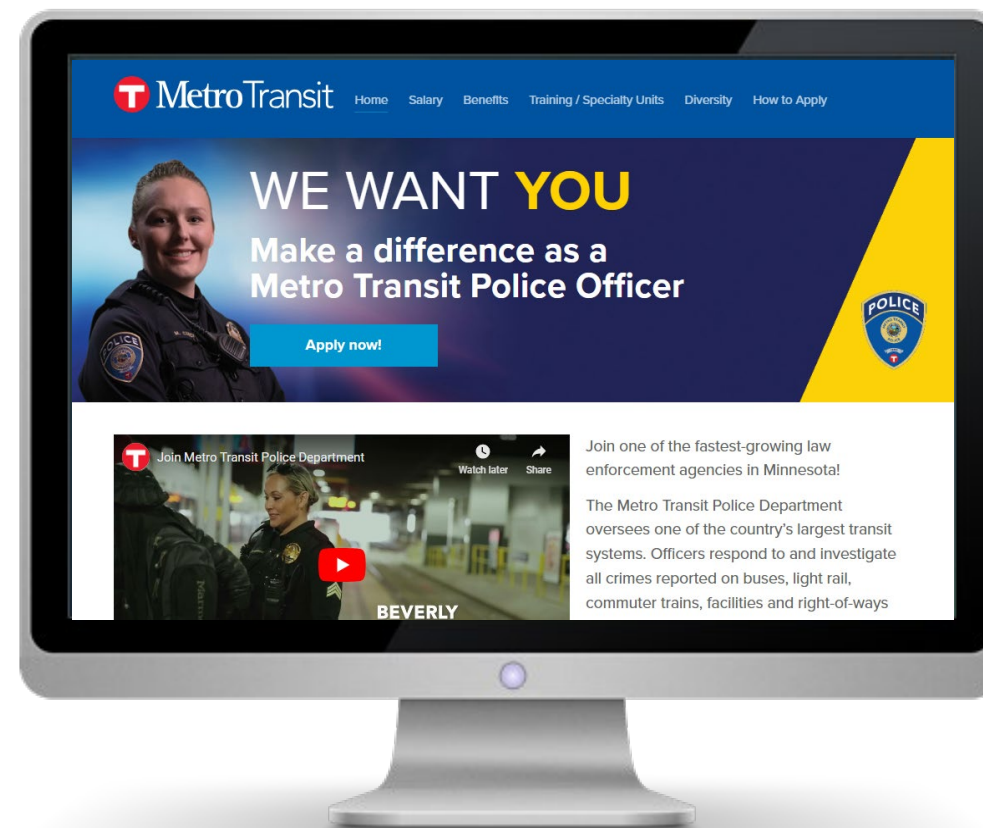 T MetroTransit
Home Salary Benefits Training / Specialty Units Diversity How to Apply
WE WANT YOU
Make a difference as a
Metro Transit Police Officer
Apply now!
POLICE
POLICE
T
Join Metro Transit Police Department
Watch later Share
BEVERLY
Join one of the fastest-growing law
enforcement agencies in Minnesota!
The Metro Transit Police Department
oversees one of the country's largest transit
systems. Officers respond to and investigate
all crimes reported on buses, light rail,
commuter trains, facilities and right-of-ways